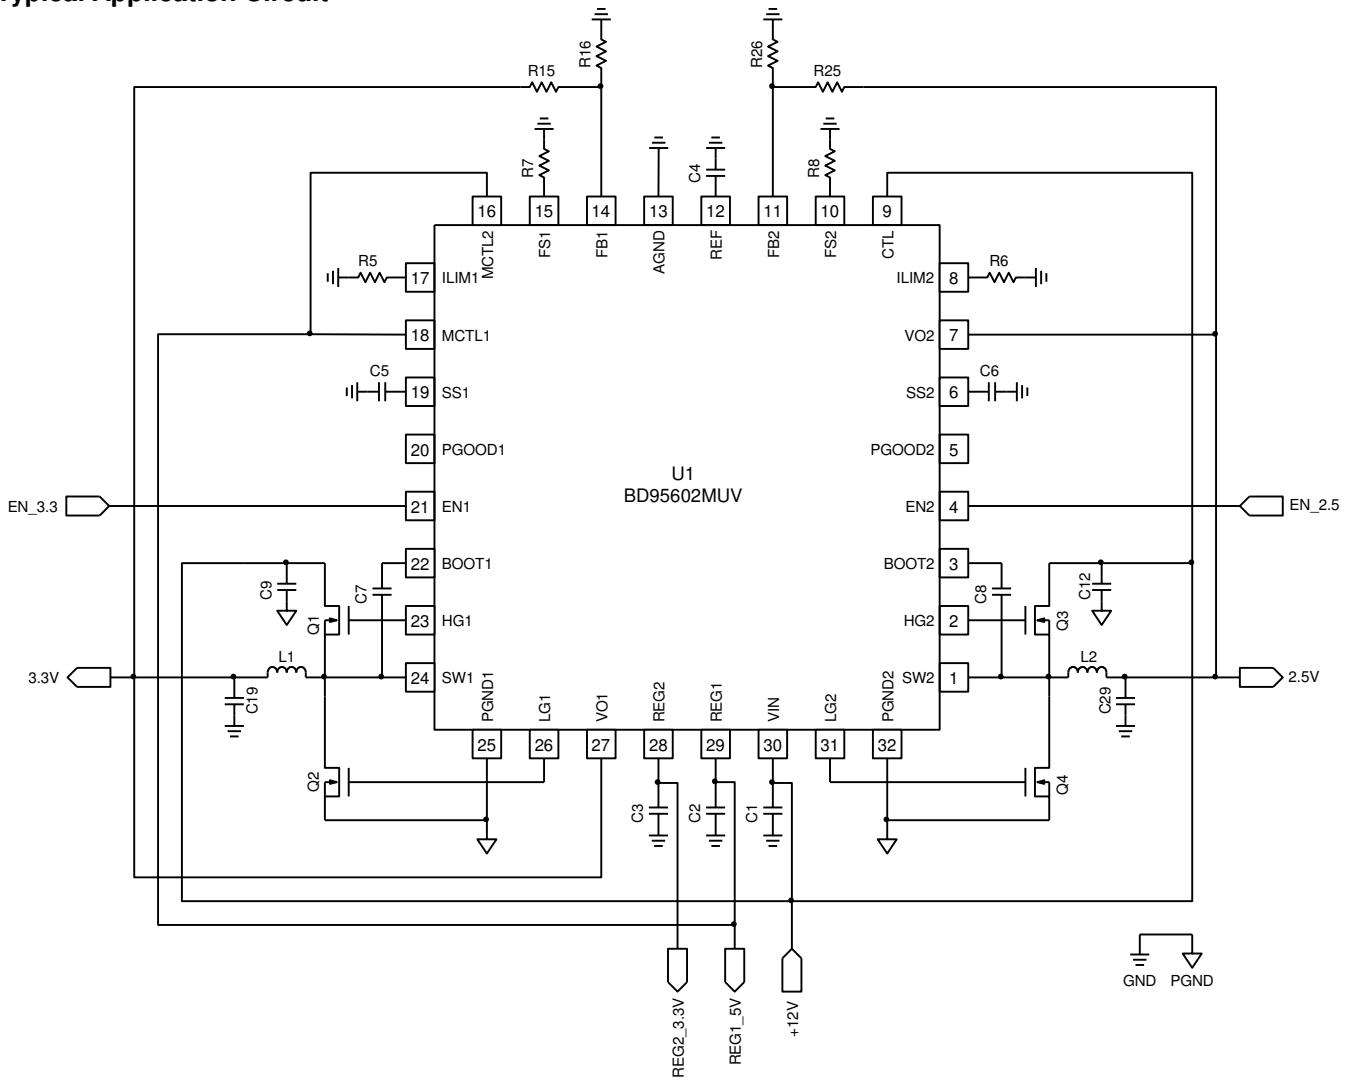 Typical Application Circuit
R16
R26
R15
R25
R7
C4
R8
16
15
14
13
12
11
10
9
MCTL2
FS1
FB1
AGND
REF
FB2
FS2
CTL
R5
17
ILIM1
ILIM2
8
R6
18
MCTL1
VO2
7
C5
19
SS1
SS2
6
C6
20
PGOOD1
PGOOD2
5
U1
BD95602MUV
EN_3.3
21
EN1
EN2
4
EN_2.5
22
BOOT1
BOOT2
3
C9
C7
C8
C12
Q1
23
HG1
HG2
2
Q3
3.3V
L1
24
SW1
SW2
1
L2
2.5V
C19
C29
PGND1
LG1
VO1
REG2
REG1
VIN
LG2
PGND2
25
26
27
28
29
30
31
32
Q2
C3
C2
C1
Q4
REG2_3.3V
REG1_5V
+12V
GND
PGND